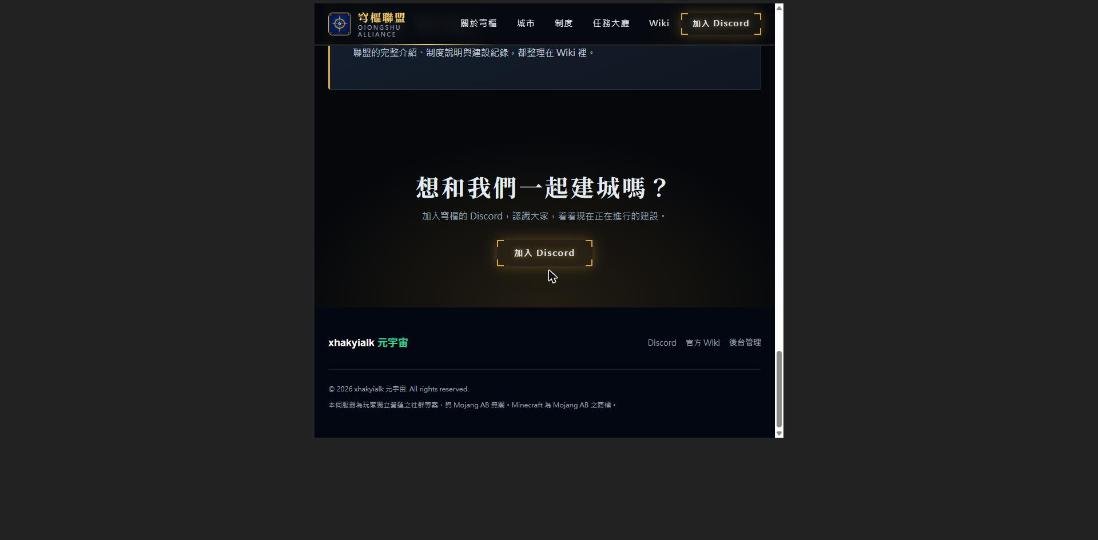 穹樞聯盟
QIONGSHU
ALLIANCE
關於穹樞 城市 制度 任務大廳 Wiki 加入 Discord
聯盟的完整介紹、制度說明與建設紀錄，都整理在 Wiki 裡。
想和我們一起建城嗎？
加入穹樞的 Discord，認識大家，看看現在正在進行的建設。
加入 Discord
xhakyialk 元宇宙
Discord 官方 Wiki 後台管理
© 2026 xhakyialk 元宇宙. All rights reserved.
本伺服器為玩家獨立營運之社群專案，與 Mojang AB 無關。Minecraft 為 Mojang AB 之商標。